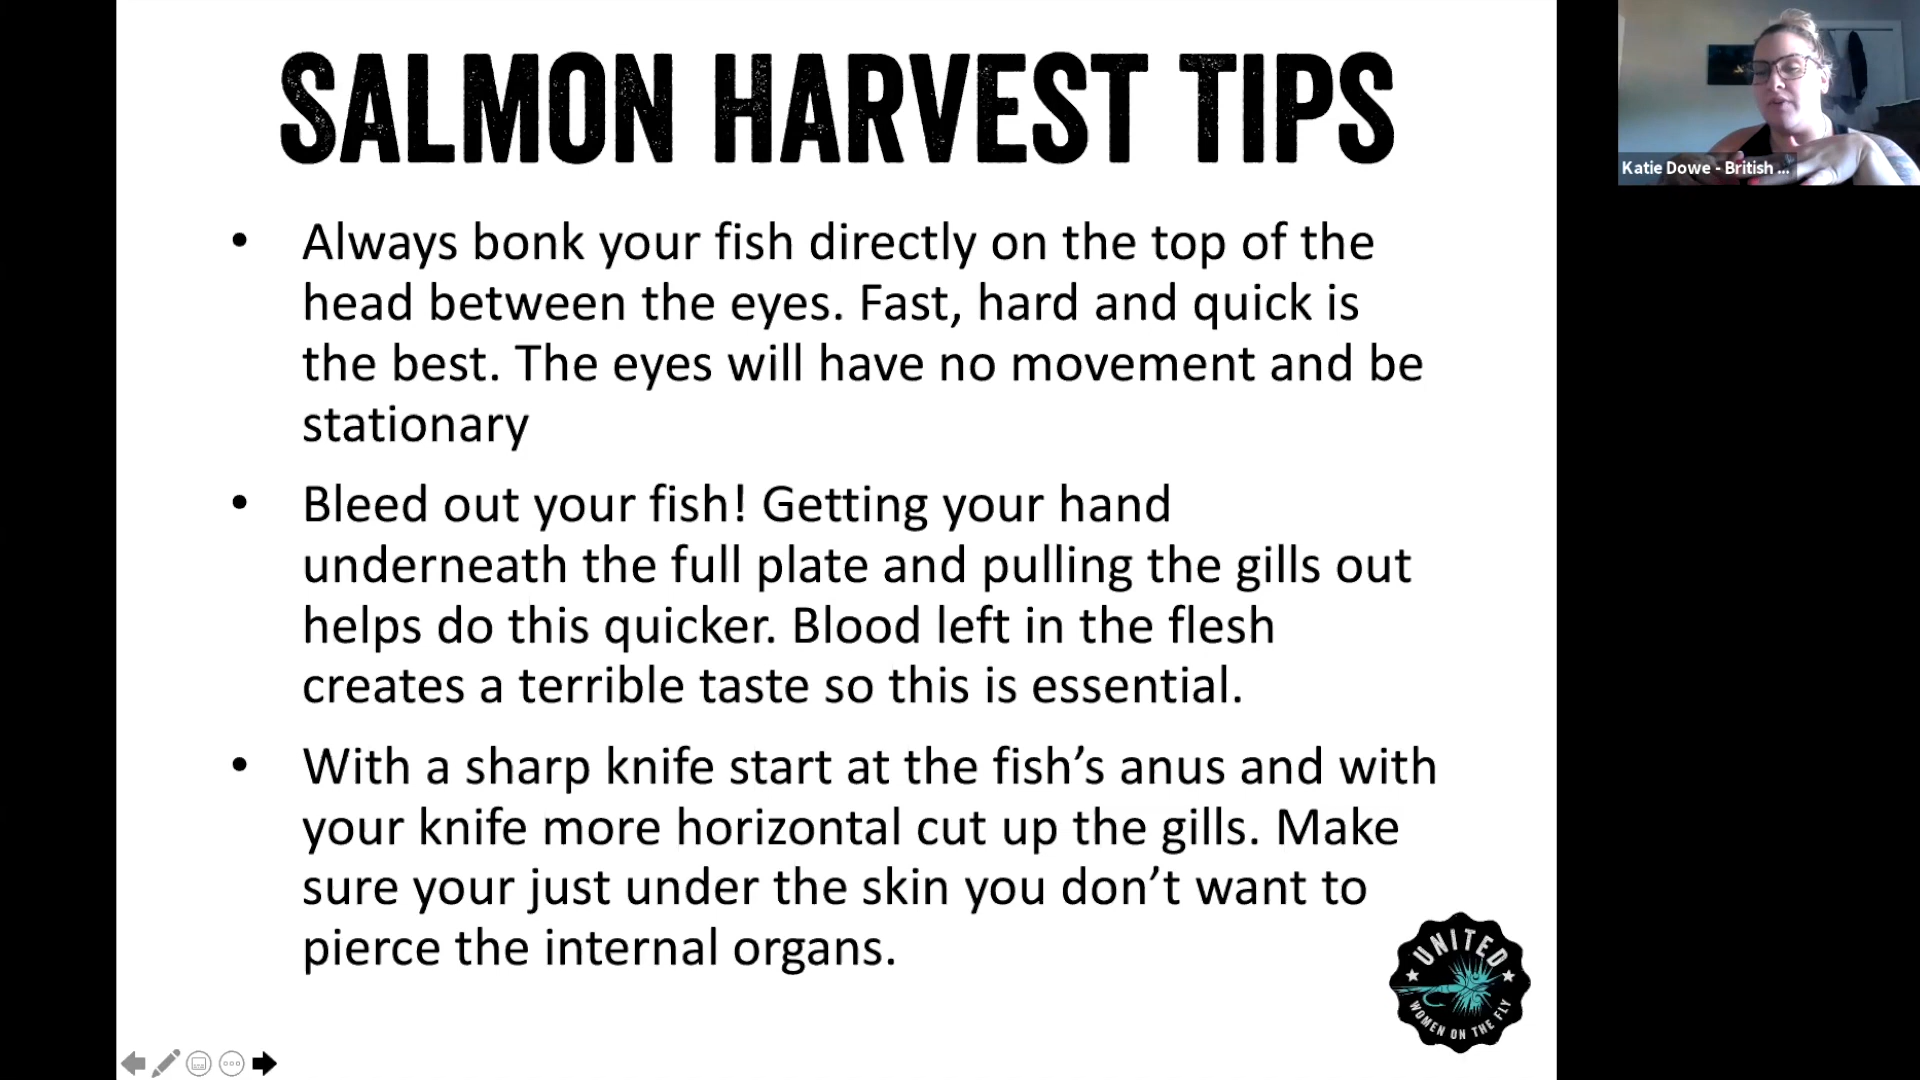 SALMON HARVEST TIPS
Katie Dowe - British ...
• Always bonk your fish directly on the top of the
head between the eyes. Fast, hard and quick is
the best. The eyes will have no movement and be
stationary
• Bleed out your fish! Getting your hand
underneath the full plate and pulling the gills out
helps do this quicker. Blood left in the flesh
creates a terrible taste so this is essential.
• With a sharp knife start at the fish’s anus and with
your knife more horizontal cut up the gills. Make
sure your just under the skin you don’t want to
pierce the internal organs.
UNITED
WOMEN ON THE FLY